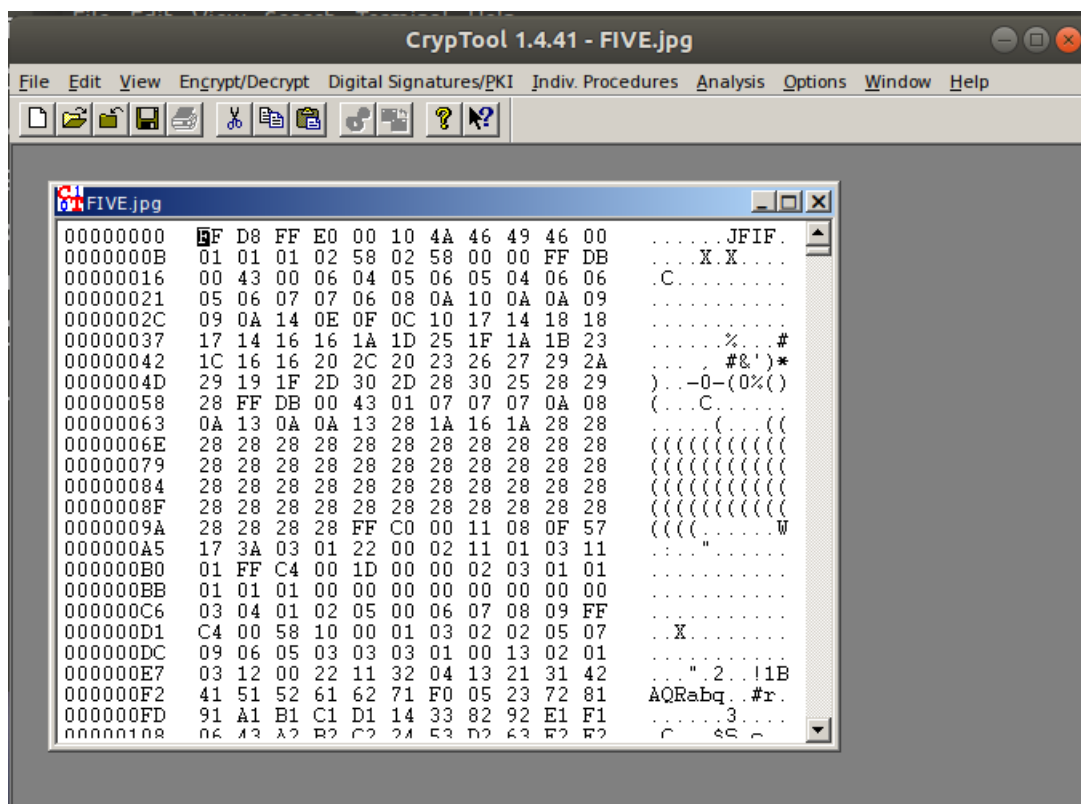 CrypTool 1.4.41 - FIVE.jpg
File Edit View Encrypt/Decrypt Digital Signatures/PKI Indiv. Procedures Analysis Options Window Help
FIVE.jpg
00000000 FF D8 FF E0 00 10 4A 46 49 46 00 ......JFIF.
0000000B 01 01 01 02 58 02 58 00 00 FF DB ....X.X....
00000016 00 43 00 06 04 05 06 05 04 06 06 .C.........
00000021 05 06 07 07 06 08 0A 10 0A 0A 09 ...........
0000002C 09 0A 14 0E 0F 0C 10 17 14 18 18 ...........
00000037 17 14 16 16 1A 1D 25 1F 1A 1B 23 ......%...#
00000042 1C 16 16 20 2C 20 23 26 27 29 2A ... , #&')*
0000004D 29 19 1F 2D 30 2D 28 30 25 28 29 )..-0-(0%()
00000058 28 FF DB 00 43 01 07 07 07 0A 08 (...C......
00000063 0A 13 0A 0A 13 28 1A 16 1A 28 28 .....(...((
0000006E 28 28 28 28 28 28 28 28 28 28 28 (((((((((((
00000079 28 28 28 28 28 28 28 28 28 28 28 (((((((((((
00000084 28 28 28 28 28 28 28 28 28 28 28 (((((((((((
0000008F 28 28 28 28 28 28 28 28 28 28 28 (((((((((((
0000009A 28 28 28 28 FF C0 00 11 08 0F 57 ((((......W
000000A5 17 3A 03 01 22 00 02 11 01 03 11 .:..".......
000000B0 01 FF C4 00 1D 00 00 02 03 01 01 ...........
000000BB 01 01 01 00 00 00 00 00 00 00 00 ...........
000000C6 03 04 01 02 05 00 06 07 08 09 FF ...........
000000D1 C4 00 58 10 00 01 03 02 02 05 07 ..X........
000000DC 09 06 05 03 03 03 01 00 13 02 01 ...........
000000E7 03 12 00 22 11 32 04 13 21 31 42 ...".2..!1B
000000F2 41 51 52 61 62 71 F0 05 23 72 81 AQRabq..#r.
000000FD 91 A1 B1 C1 D1 14 33 82 92 E1 F1 ......3....
00000108 06 43 A2 B2 C2 24 53 D2 63 E2 F2